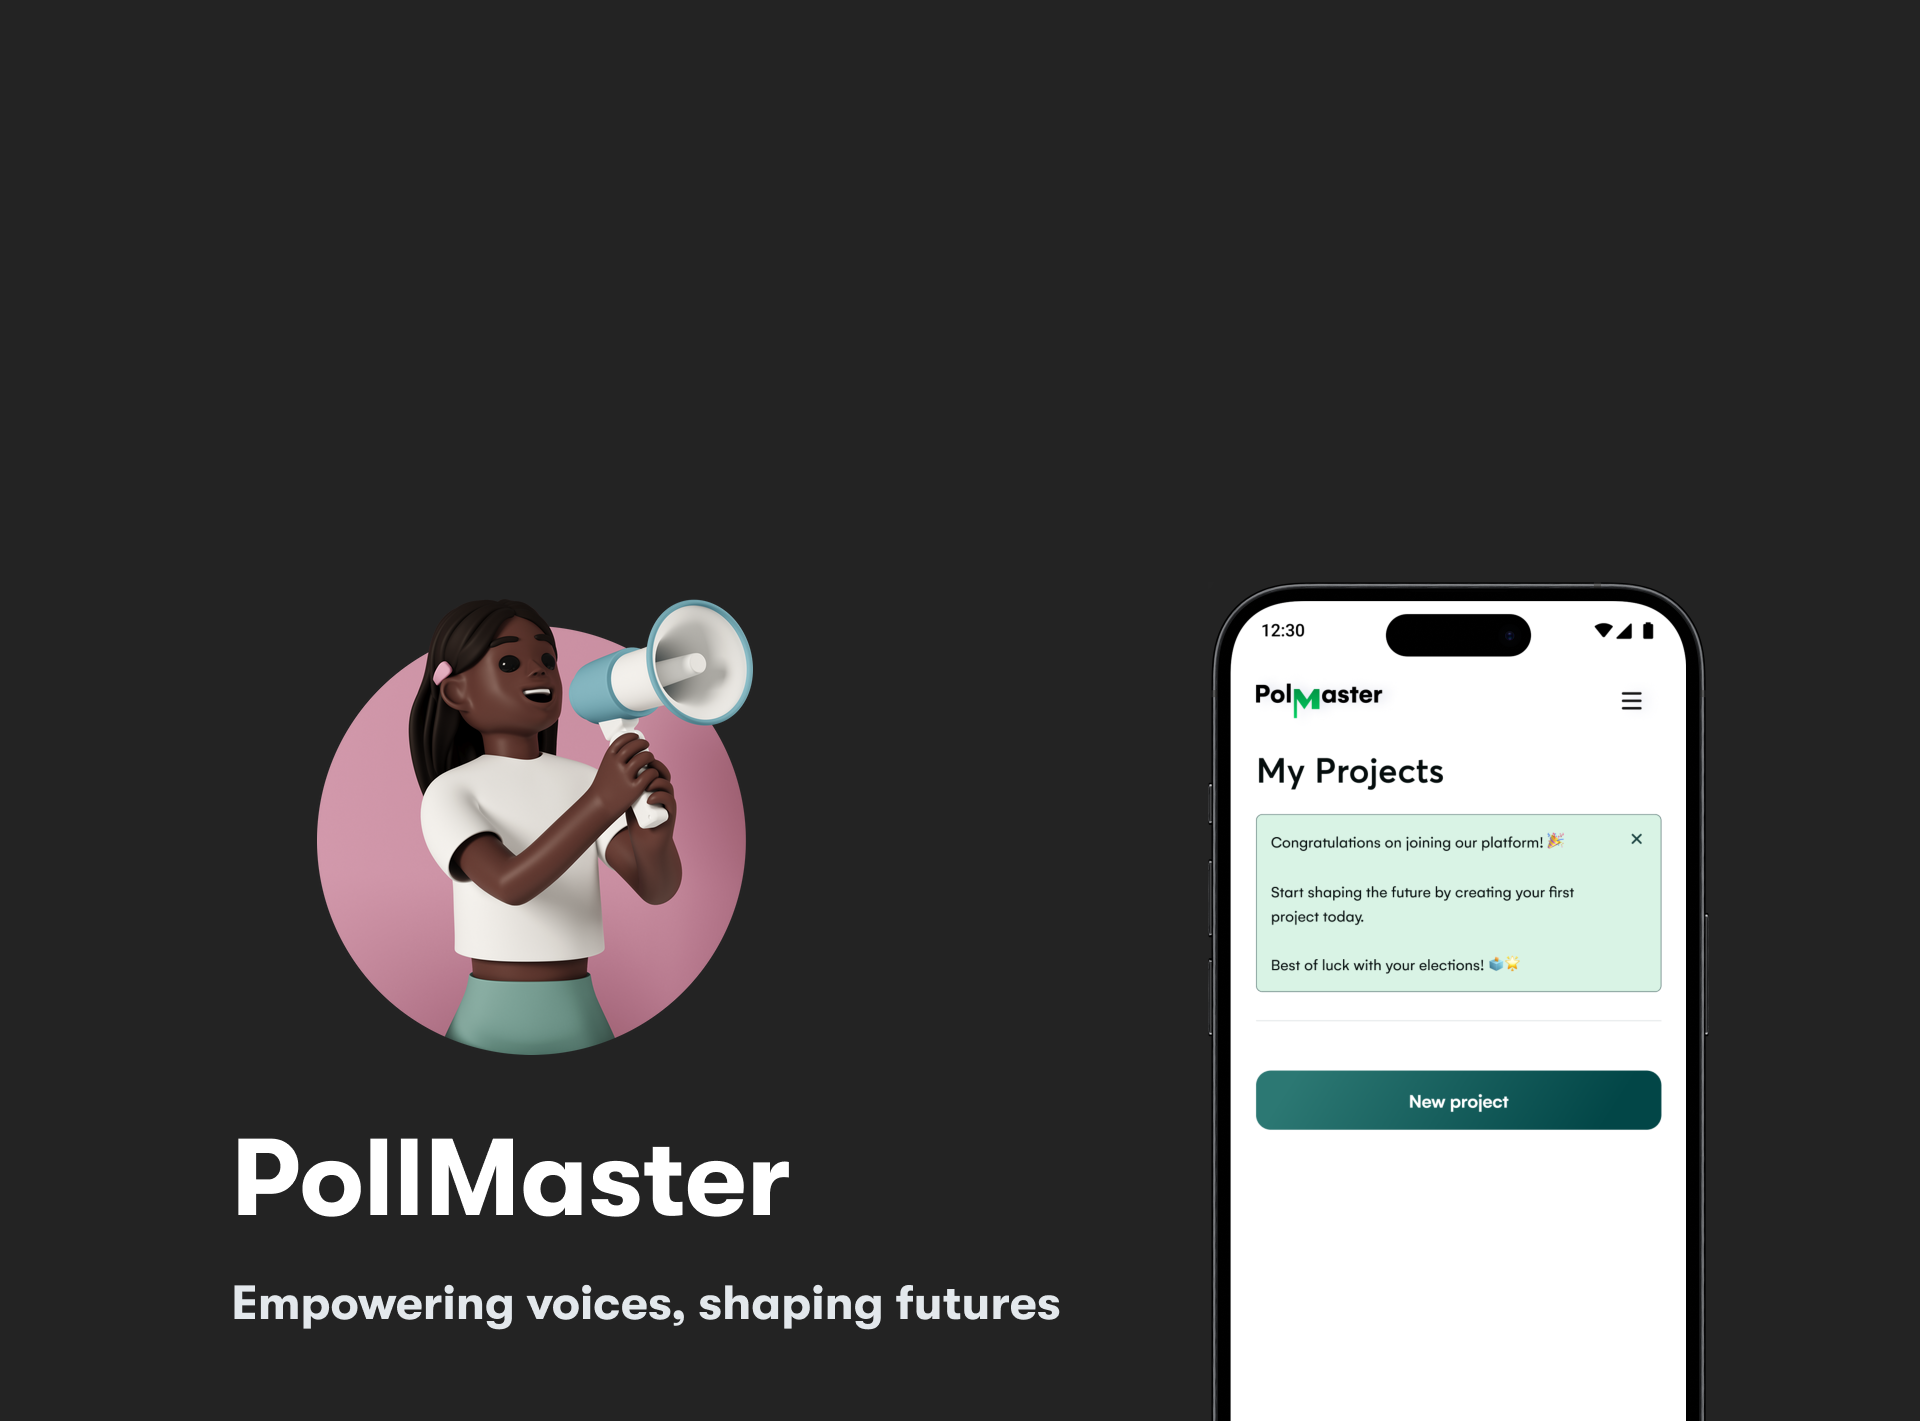 PollMaster
Empowering voices, shaping futures
12:30
PolMaster
My Projects
Congratulations on joining our platform! 🎉
Start shaping the future by creating your first
project today.
Best of luck with your elections! 🗳️🌟
New project